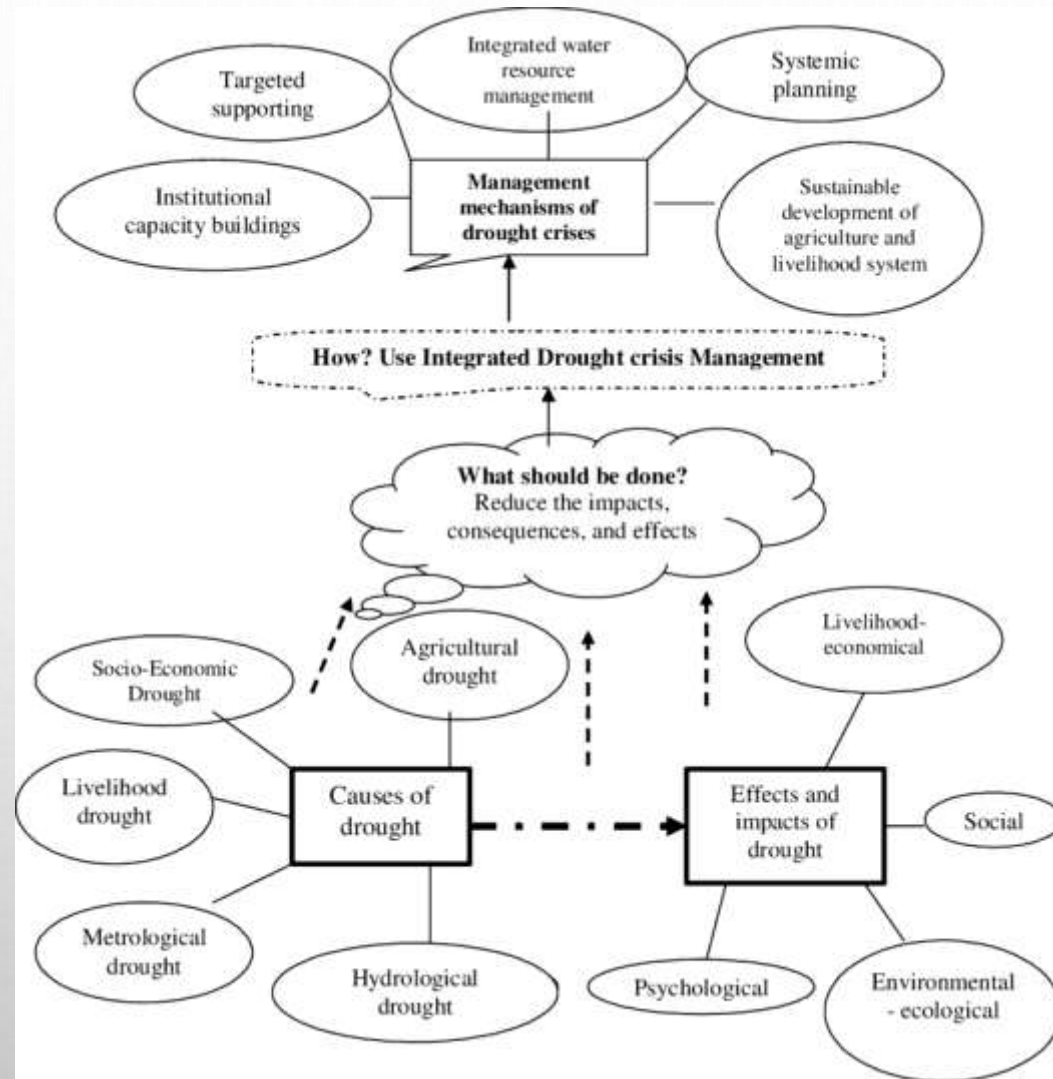 Targeted
supporting
Integrated water
resource
management
Systemic
planning
Institutional
capacity buildings
Management
mechanisms of
drought crises
Sustainable
development of
agriculture and
livelihood system
How? Use Integrated Drought crisis Management
What should be done?
Reduce the impacts,
consequences, and effects
Socio-Economic
Drought
Agricultural
drought
Livelihood-
economical
Livelihood
drought
Causes of
drought
Effects and
impacts of
drought
Social
Metrological
drought
Hydrological
drought
Psychological
Environmental
- ecological